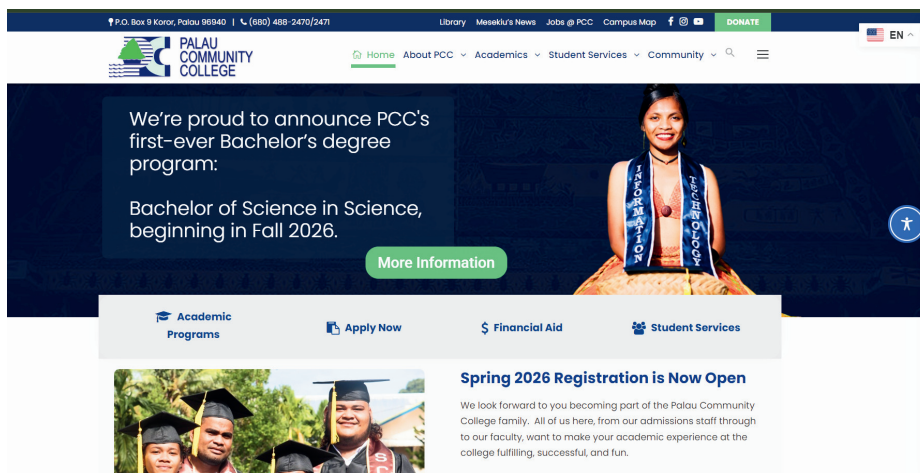 P.O. Box 9 Koror, Palau 96940 | (680) 488-2470/2471
Library Mesekiu's News Jobs @ PCC Campus Map DONATE
EN
PALAU
COMMUNITY
COLLEGE
Home About PCC Academics Student Services Community
We're proud to announce PCC's
first-ever Bachelor's degree
program:
Bachelor of Science in Science,
beginning in Fall 2026.
More Information
INFORMATION
TECHNOLOGY
Academic
Programs
Apply Now
$ Financial Aid
Student Services
Spring 2026 Registration is Now Open
We look forward to you becoming part of the Palau Community
College family. All of us here, from our admissions staff through
to our faculty, want to make your academic experience at the
college fulfilling, successful, and fun.